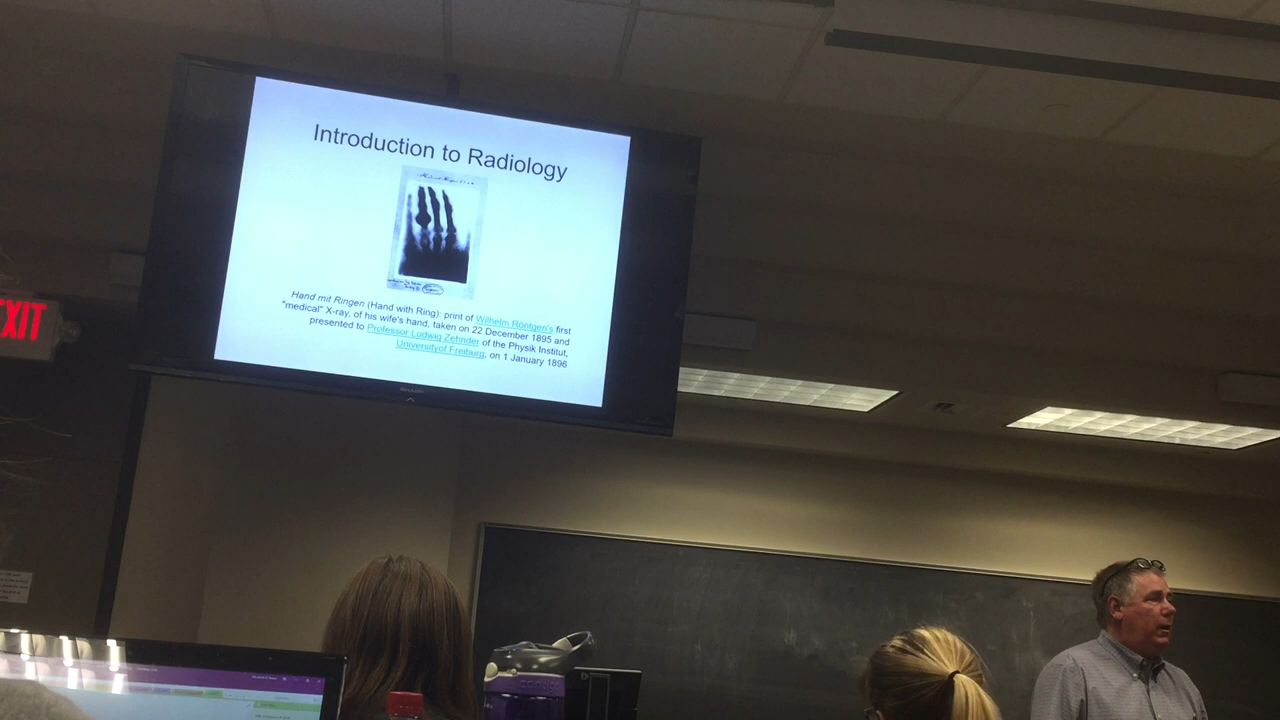 Introduction to Radiology
Hand mit Ringen (Hand with Ring): print of Wilhelm Röntgen's first
"medical" X-ray, of his wife's hand, taken on 22 December 1895 and
presented to Professor Ludwig Zehnder of the Physik Institut,
Universityof Freiburg, on 1 January 1896
EXIT